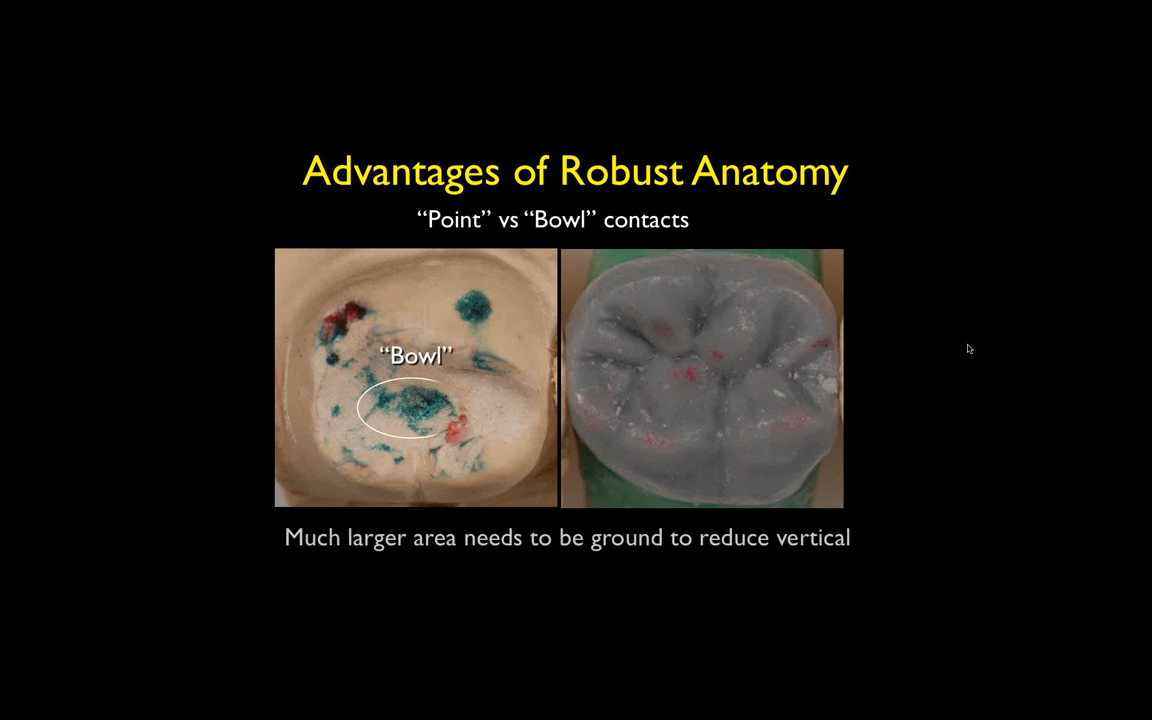 Advantages of Robust Anatomy
“Point” vs “Bowl” contacts
“Bowl”
Much larger area needs to be ground to reduce vertical